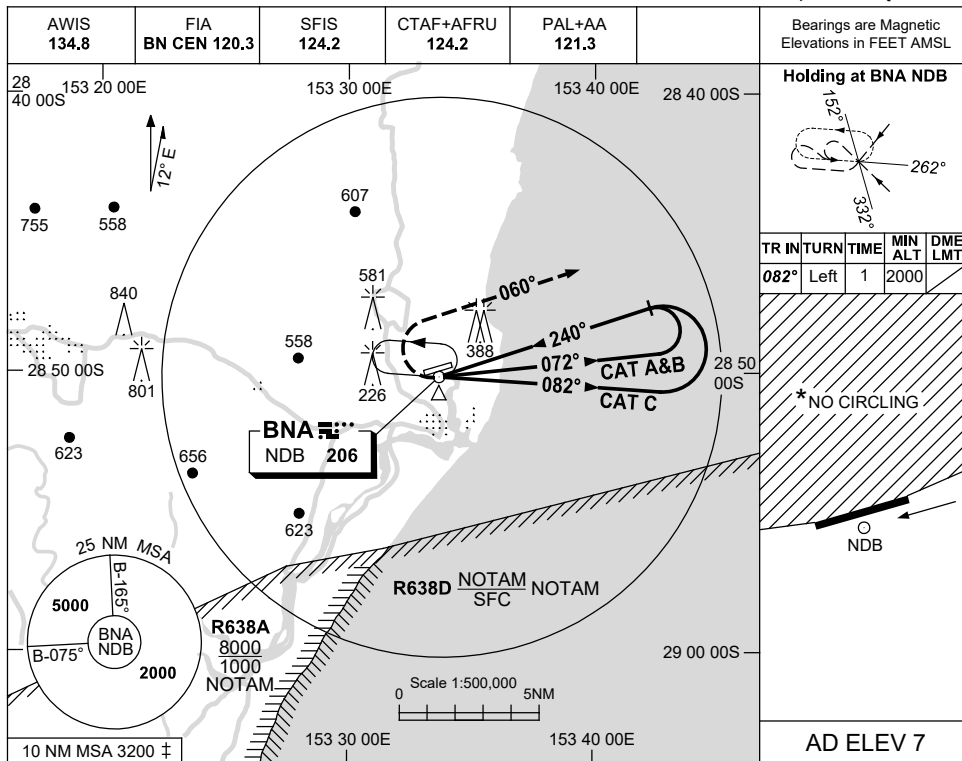 AWIS
134.8
FIA
BN CEN 120.3
SFIS
124.2
CTAF+AFRU
124.2
PAL+AA
121.3
Bearings are Magnetic
Elevations in FEET AMSL
28
40 00S
153 20 00E
153 30 00E
153 40 00E
28 40 00S
12° E
755
558
607
581
060°
840
388
240°
072°
CAT A&B
082°
CAT C
558
28 50 00S
28 50
00S
801
226
BNA
NDB 206
623
656
623
25 NM MSA
B-165°
5000
BNA
NDB
B-075°
2000
R638A
8000
1000
NOTAM
R638D NOTAM
SFC NOTAM
29 00 00S
Scale 1:500,000
0 5NM
153 30 00E
153 40 00E
10 NM MSA 3200 ‡
Holding at BNA NDB
152°
262°
332°
TR IN TURN TIME MIN ALT DME LMT
082° Left 1 2000
*NO CIRCLING
NDB
AD ELEV 7